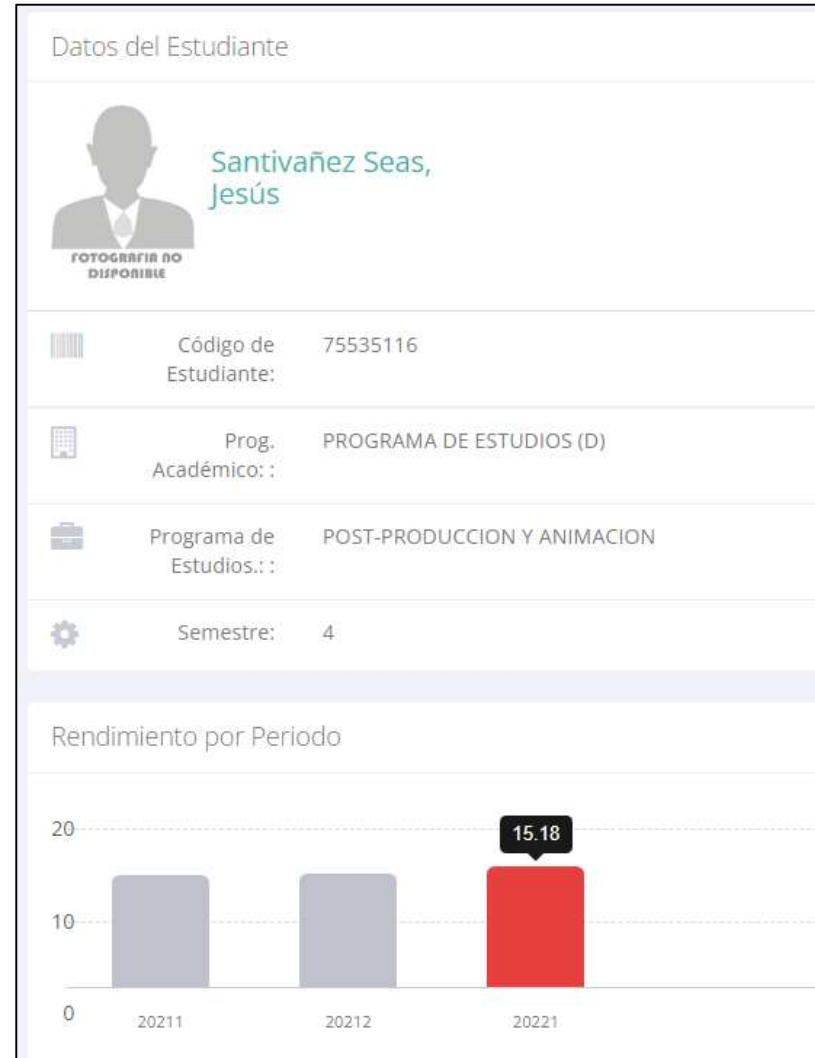 Datos del Estudiante
Santivañez Seas,
Jesús
FOTOGRAFIA NO
DISPONIBLE
Código de
Estudiante:
75535116
Prog.
Académico: :
PROGRAMA DE ESTUDIOS (D)
Programa de
Estudios.: :
POST-PRODUCCION Y ANIMACION
Semestre:
4
Rendimiento por Periodo
20
15.18
10
0
20211
20212
20221